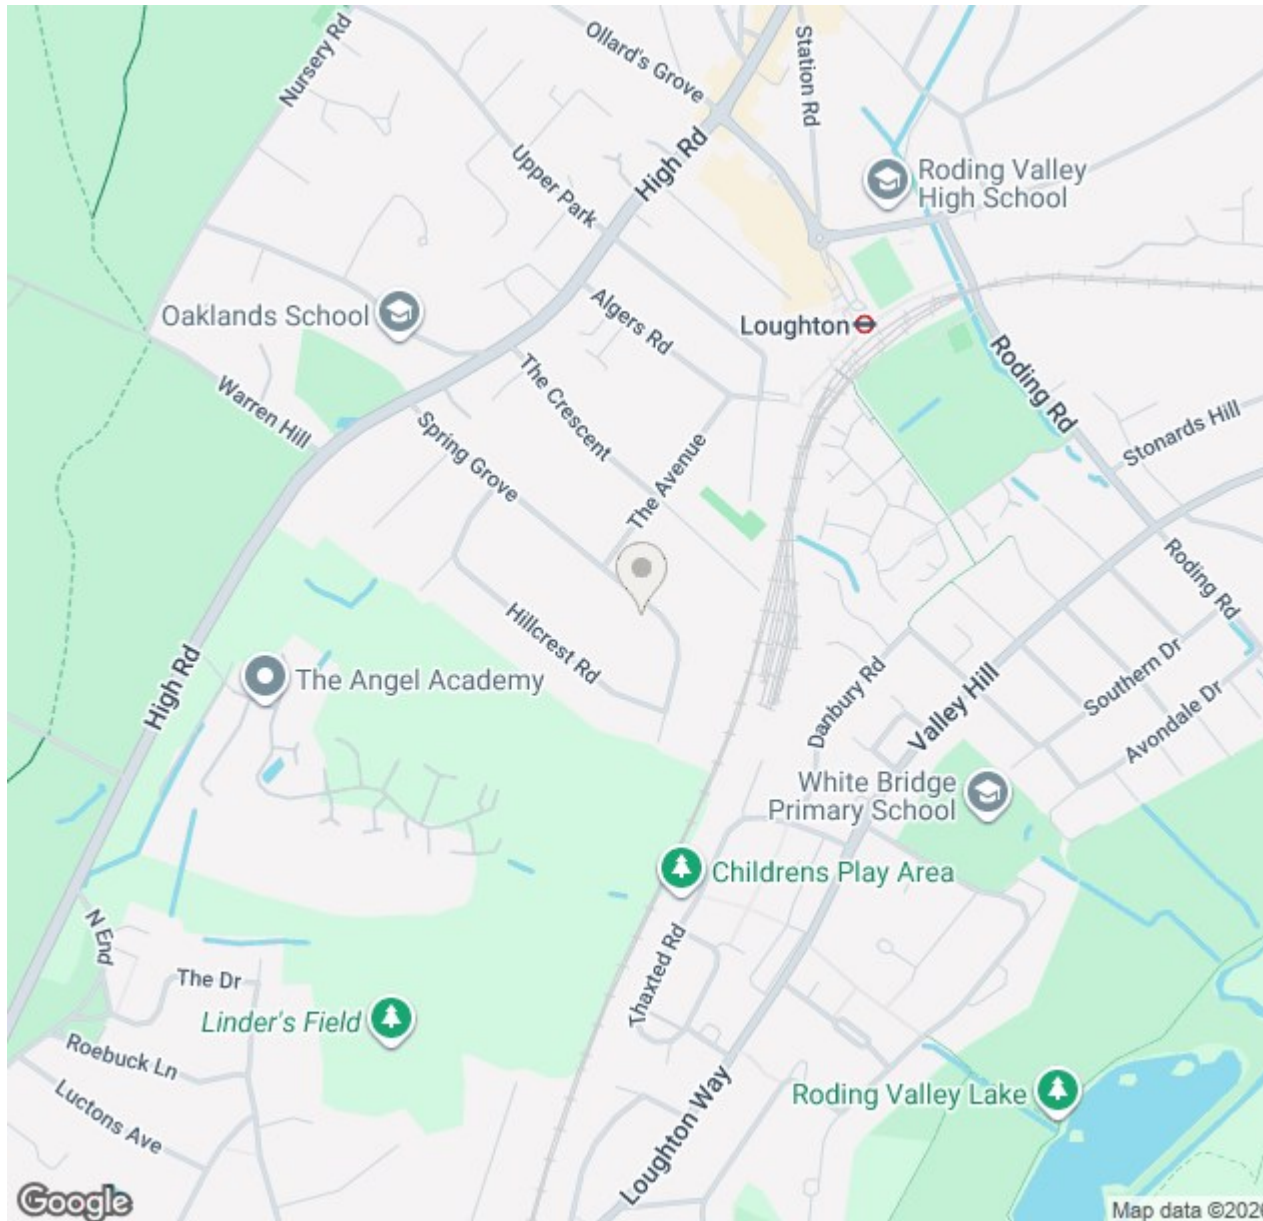 Ollard's Grove
Station Rd
Nursery Rd
High Rd
Upper Park
Roding Valley
High School
Oaklands School
Algers Rd
Loughton
Roding Rd
The Crescent
Warren Hill
Spring Grove
The Avenue
Stonards Hill
Roding Rd
Hillcrest Rd
High Rd
The Angel Academy
Danbury Rd
Valley Hill
Southern Dr
Avondale Dr
White Bridge
Primary School
Childrens Play Area
N End
The Dr
Thaxted Rd
Linder's Field
Roebuck Ln
Luctons Ave
Loughton Way
Roding Valley Lake
Google
Map data ©2026